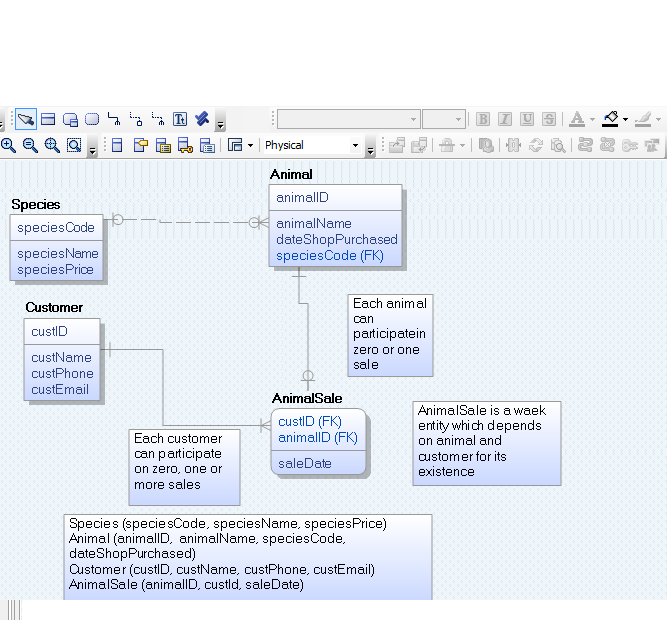 B I U S A
Physical
Animal
animalID
animalName
dateShopPurchased
speciesCode (FK)
Species
speciesCode
speciesName
speciesPrice
Customer
custID
custName
custPhone
custEmail
Each animal
can
participatein
zero or one
sale
AnimalSale
custID (FK)
animalID (FK)
saleDate
AnimalSale is a waek
entity which depends
on animal and
customer for its
existence
Each customer
can participate
on zero, one or
more sales
Species (speciesCode, speciesName, speciesPrice)
Animal (animalID, animalName, speciesCode,
dateShopPurchased)
Customer (custID, custName, custPhone, custEmail)
AnimalSale (animalID, custId, saleDate)